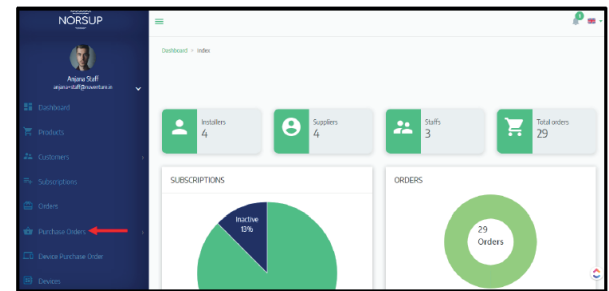 NORSUP
Anjana Staff
anjana+staff@noventum.in
Dashboard
Products
Customers
Subscriptions
Orders
Purchase Orders
Device Purchase Order
Devices
Dashboard > Index
Installers
4
Suppliers
4
Staffs
3
Total orders
29
SUBSCRIPTIONS
Inactive
13%
ORDERS
29
Orders